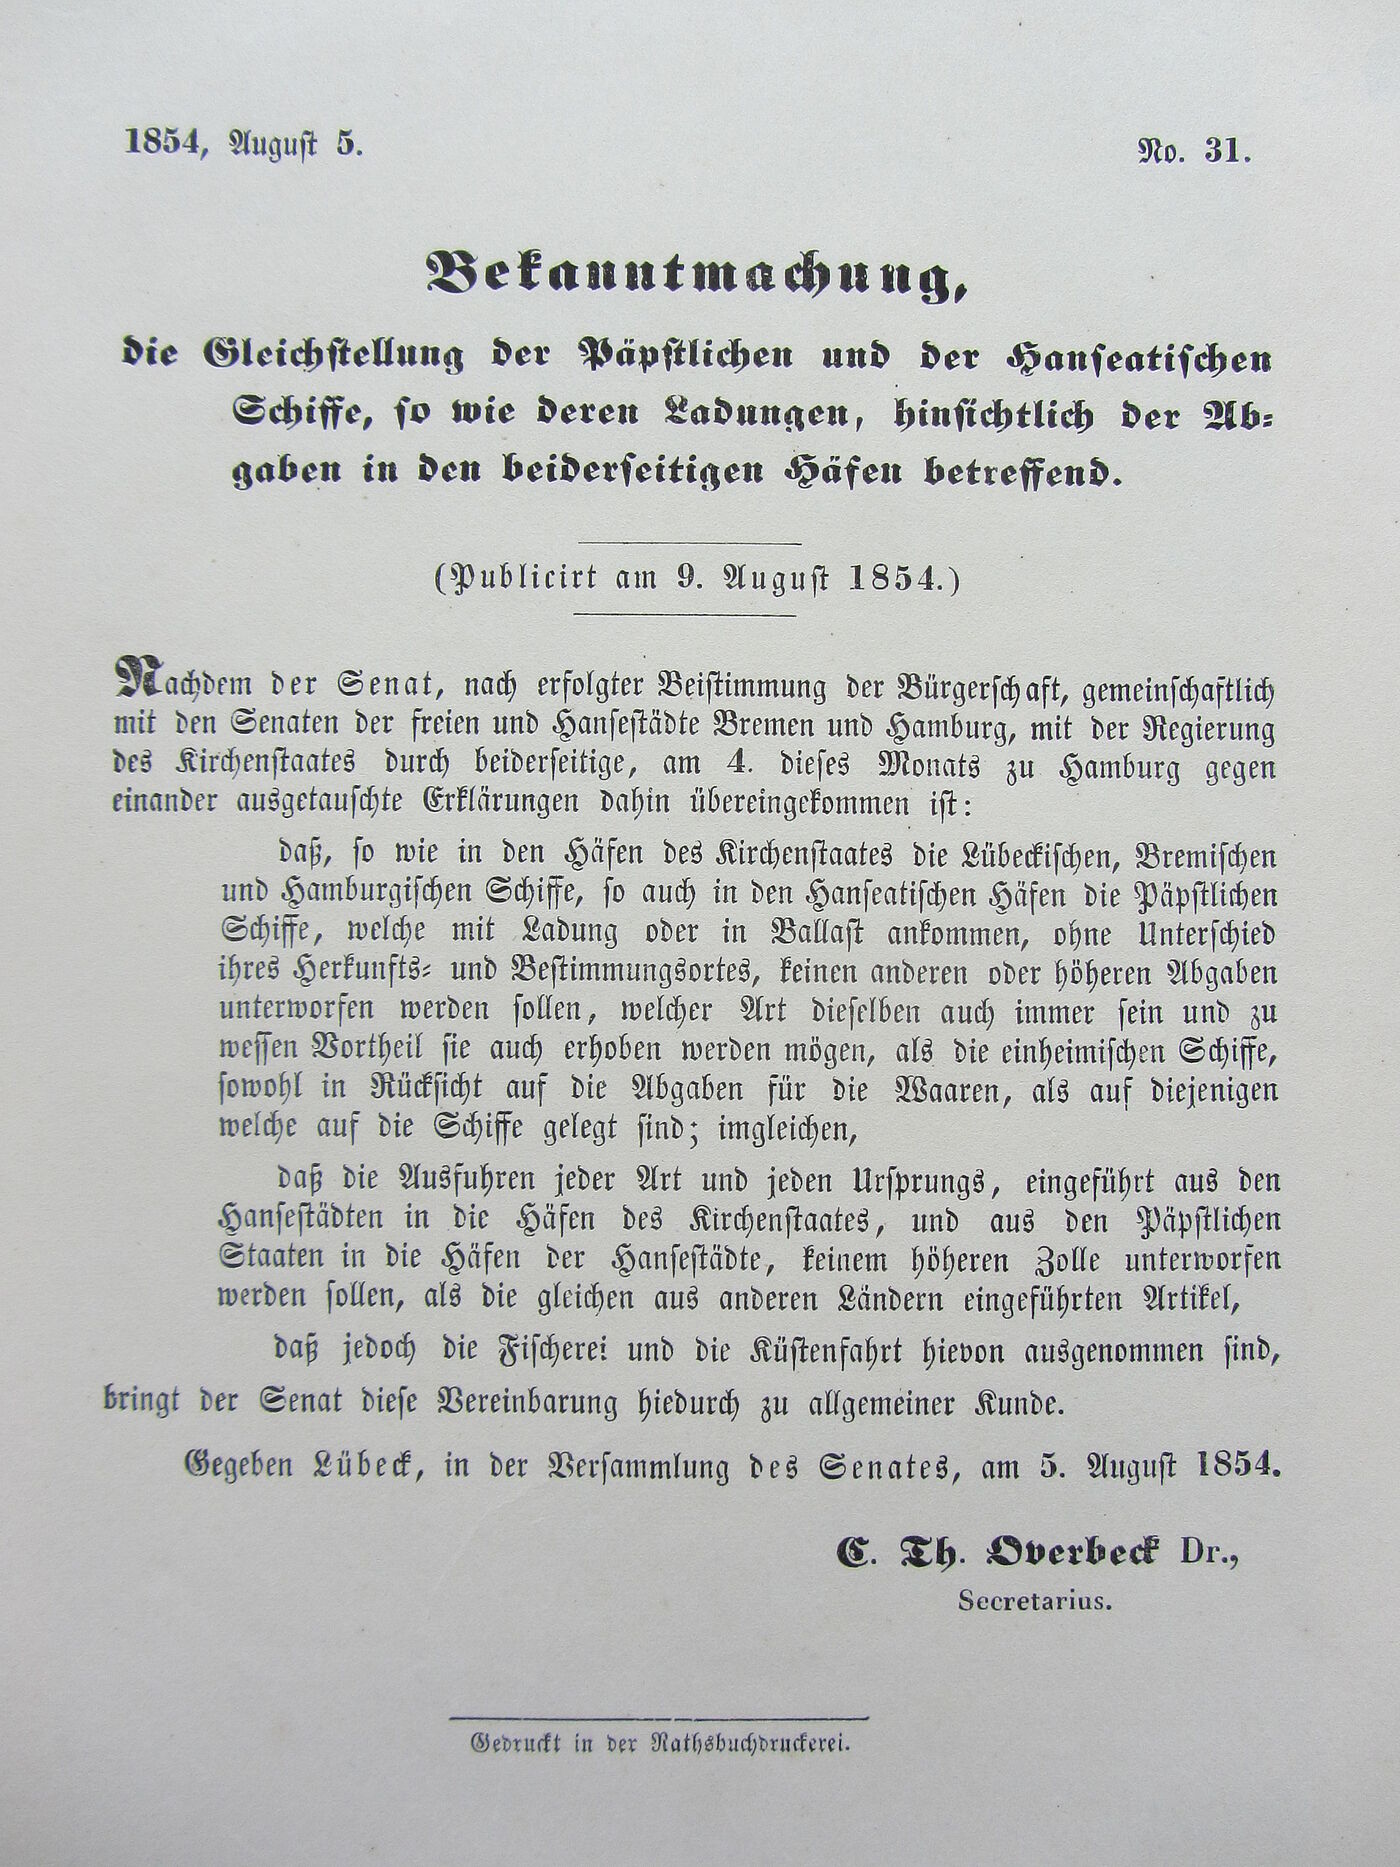 1854, August 5.
No. 31.
Bekanntmachung,
die Gleichstellung der Päpstlichen und der Hanseatischen
Schiffe, so wie deren Ladungen, hinsichtlich der Ab-
gaben in den beiderseitigen Häfen betreffend.
(Publicirt am 9. August 1854.)
Nachdem der Senat, nach erfolgter Beistimmung der Bürgerschaft, gemeinschaftlich
mit den Senaten der freien und Hansestädte Bremen und Hamburg, mit der Regierung
des Kirchenstaates durch beiderseitige, am 4. dieses Monats zu Hamburg gegen
einander ausgetauschte Erklärungen dahin übereingekommen ist:
daß, so wie in den Häfen des Kirchenstaates die Lübeckischen, Bremischen
und Hamburgischen Schiffe, so auch in den Hanseatischen Häfen die Päpstlichen
Schiffe, welche mit Ladung oder in Ballast ankommen, ohne Unterschied
ihres Herkunfts- und Bestimmungsortes, keinen anderen oder höheren Abgaben
unterworfen werden sollen, welcher Art dieselben auch immer sein und zu
wessen Vortheil sie auch erhoben werden mögen, als die einheimischen Schiffe,
sowohl in Rücksicht auf die Abgaben für die Waaren, als auf diejenigen
welche auf die Schiffe gelegt sind; imgleichen,
daß die Ausfuhren jeder Art und jeden Ursprungs, eingeführt aus den
Hansestädten in die Häfen des Kirchenstaates, und aus den Päpstlichen
Staaten in die Häfen der Hansestädte, keinem höheren Zolle unterworfen
werden sollen, als die gleichen aus anderen Ländern eingeführten Artikel,
daß jedoch die Fischerei und die Küstenfahrt hievon ausgenommen sind,
bringt der Senat diese Vereinbarung hiedurch zu allgemeiner Kunde.
Gegeben Lübeck, in der Versammlung des Senates, am 5. August 1854.
C. Th. Overbeck Dr.,
Secretarius.
Gedruckt in der Rathsbuchdruckerei.